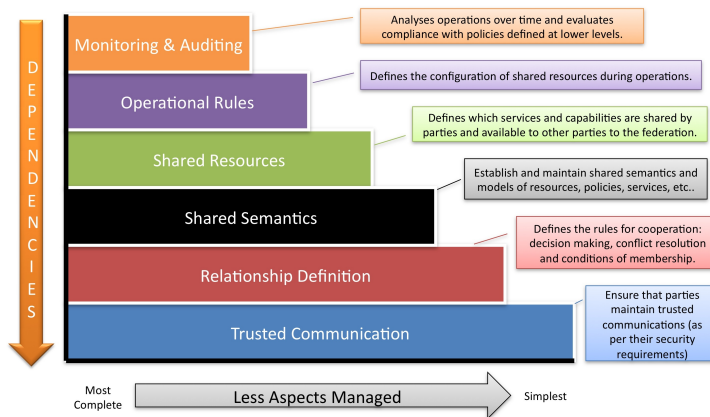 DEPENDENCIES
Monitoring & Auditing
Analyses operations over time and evaluates
compliance with policies defined at lower levels.
Operational Rules
Defines the configuration of shared resources during operations.
Shared Resources
Defines which services and capabilities are shared by
parties and available to other parties to the federation.
Shared Semantics
Establish and maintain shared semantics and
models of resources, policies, services, etc..
Relationship Definition
Defines the rules for cooperation:
decision making, conflict resolution
and conditions of membership.
Trusted Communication
Ensure that parties
maintain trusted
communications (as
per their security
requirements)
Most
Complete
Less Aspects Managed
Simplest